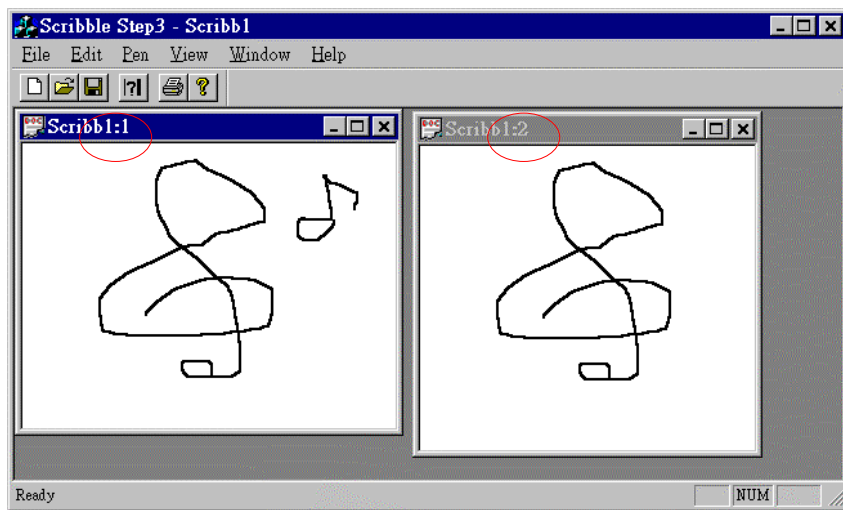 Scribble Step3 - Scribb1
File Edit Pen View Window Help
Scribb1:1
Scribb1:2
Ready NUM